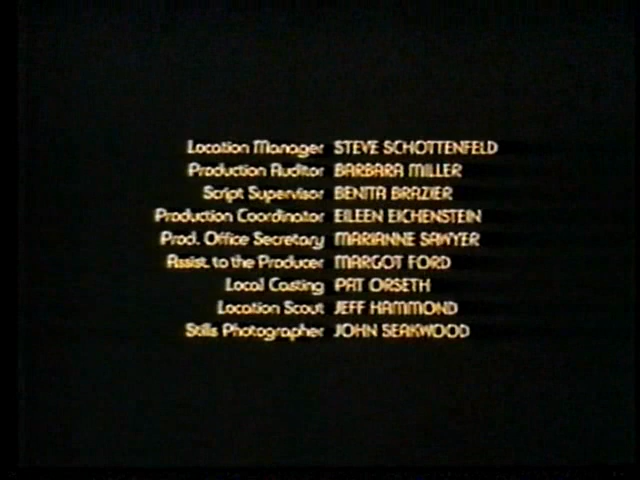 Location Manager STEVE SCHOTTENFELD
Production Auditor BARBARA MILLER
Script Supervisor BENITA BRAZIER
Production Coordinator EILEEN EICHENSTEIN
Prod. Office Secretary MARIANNE SAWYER
Assist. to the Producer MARGOT FORD
Local Casting PAT ORSETH
Location Scout JEFF HAMMOND
Stills Photographer JOHN SEAKWOOD